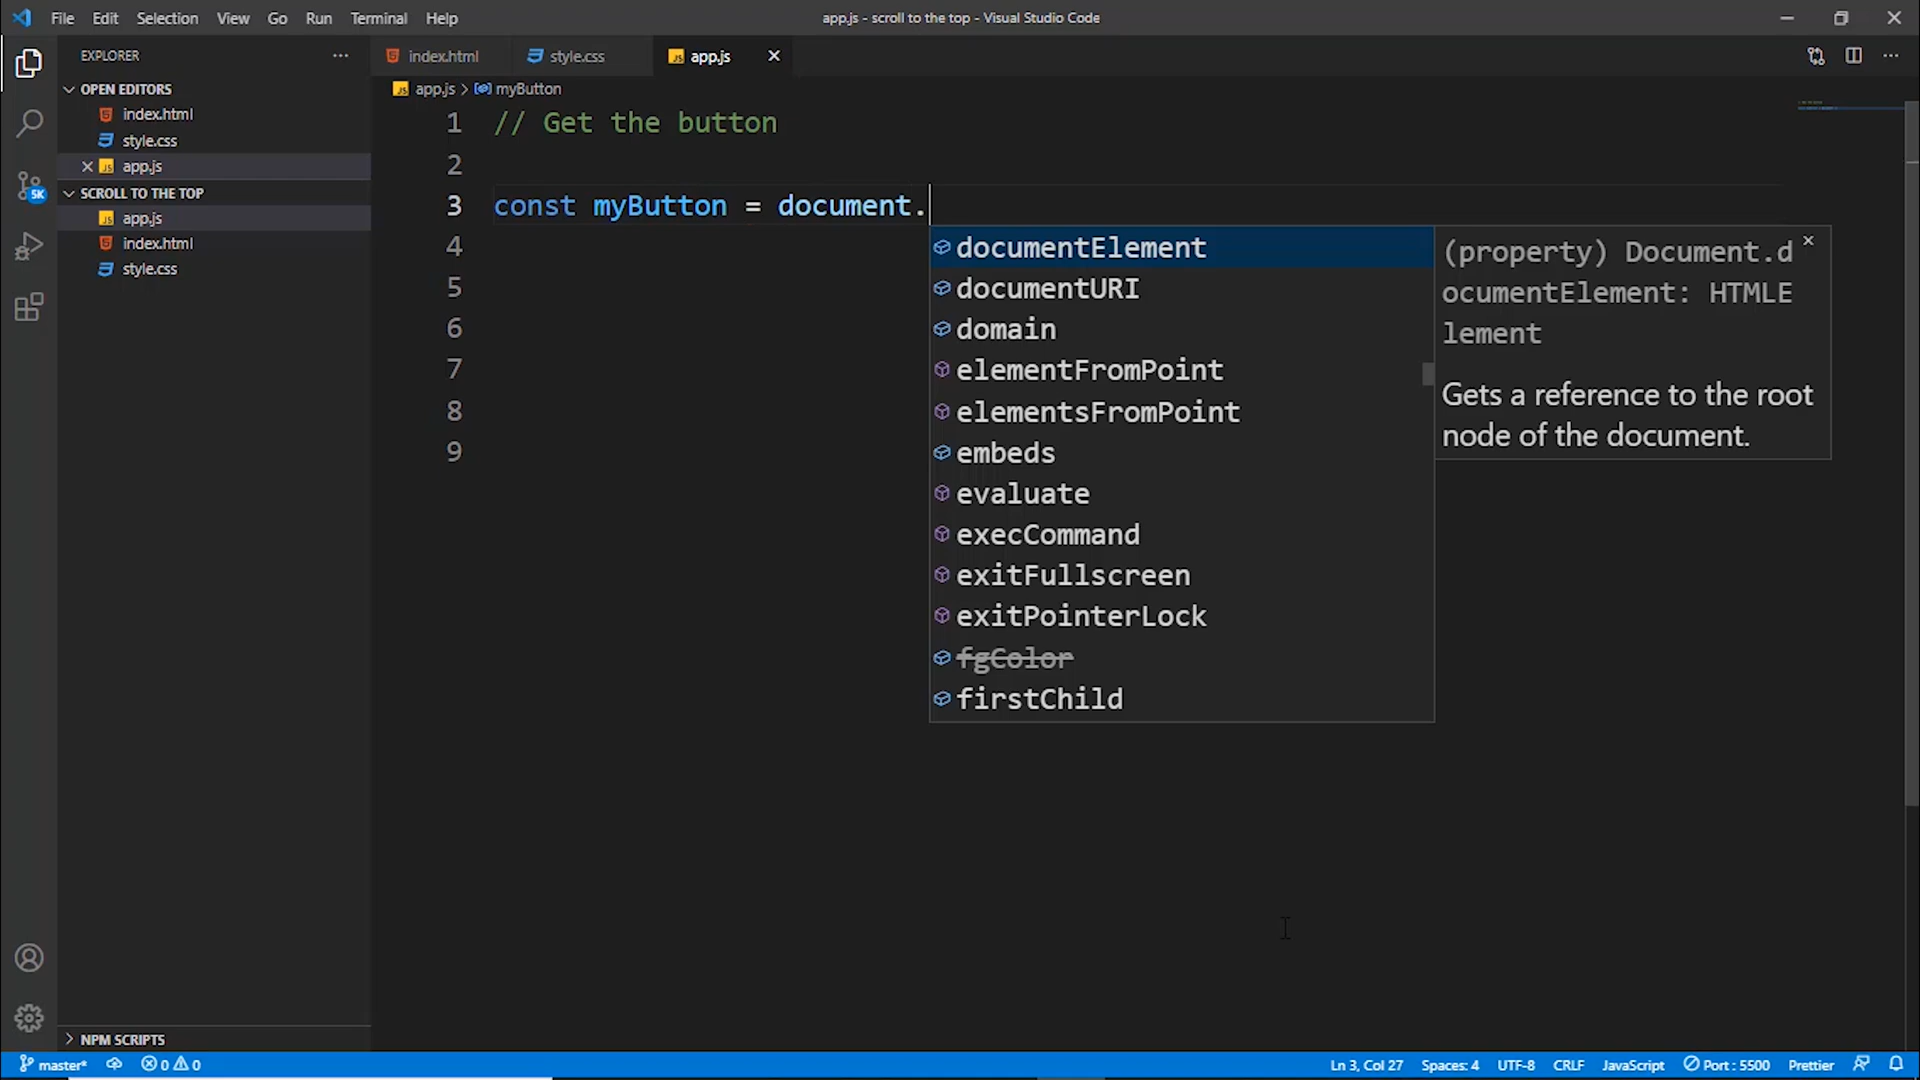 File Edit Selection View Go Run Terminal Help
app.js - scroll to the top - Visual Studio Code
EXPLORER
OPEN EDITORS
index.html
style.css
app.js
SCROLL TO THE TOP
app.js
index.html
style.css
NPM SCRIPTS
5K
index.html style.css JS app.js
JS app.js > myButton
1 // Get the button
2
3 const myButton = document.
4
5
6
7
8
9
documentElement
documentURI
domain
elementFromPoint
elementsFromPoint
embeds
evaluate
execCommand
exitFullscreen
exitPointerLock
fgColor
firstChild
(property) Document.d
ocumentElement: HTMLE
lement
Gets a reference to the root
node of the document.
master* 0 0 Ln 3, Col 27 Spaces: 4 UTF-8 CRLF JavaScript Port : 5500 Prettier